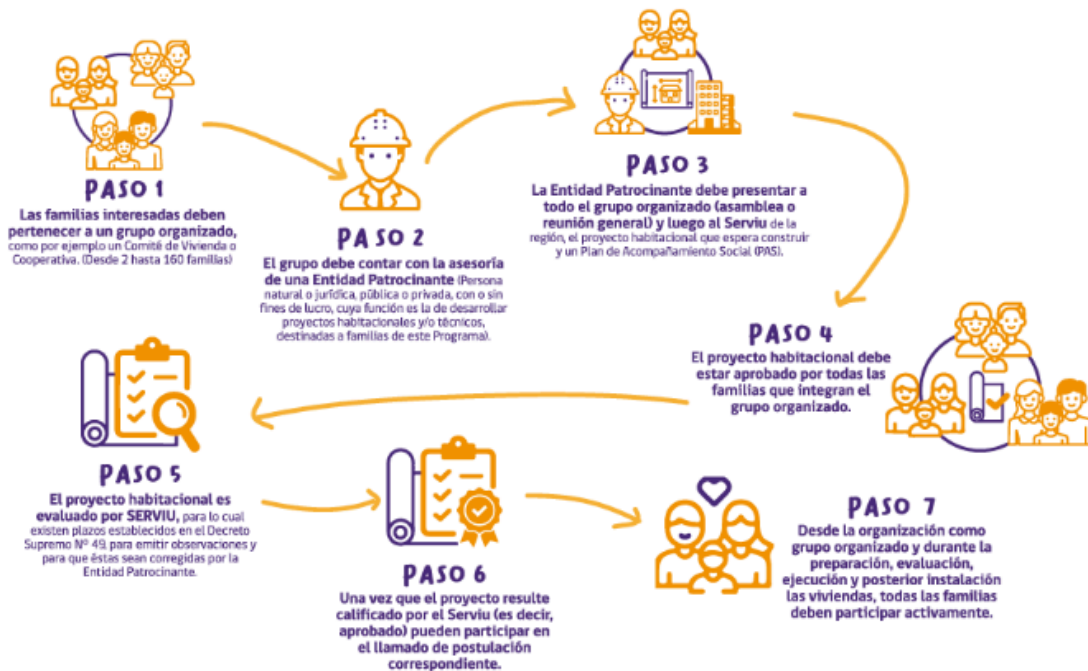 PASO 1
Las familias interesadas deben
pertenecer a un grupo organizado,
como por ejemplo un Comité de Vivienda o
Cooperativa. (Desde 2 hasta 160 familias)
PASO 2
El grupo debe contar con la asesoría
de una Entidad Patrocinante (Persona
natural o jurídica, pública o privada, con o sin
fines de lucro, cuya función es la de desarrollar
proyectos habitacionales y/o técnicos,
destinadas a familias de este Programa).
PASO 3
La Entidad Patrocinante debe presentar a
todo el grupo organizado (asamblea o
reunión general) y luego al Serviu de la
región, el proyecto habitacional que espera construir
y un Plan de Acompañamiento Social (PAS).
PASO 4
El proyecto habitacional debe
estar aprobado por todas las
familias que integran el
grupo organizado.
PASO 5
El proyecto habitacional es
evaluado por SERVIU, para lo cual
existen plazos establecidos en el Decreto
Supremo Nº 49, para emitir observaciones y
para que éstas sean corregidas por la
Entidad Patrocinante.
PASO 6
Una vez que el proyecto resulte
calificado por el Serviu (es decir,
aprobado) pueden participar en
el llamado de postulación
correspondiente.
PASO 7
Desde la organización como
grupo organizado y durante la
preparación, evaluación,
ejecución y posterior instalación
las viviendas, todas las familias
deben participar activamente.